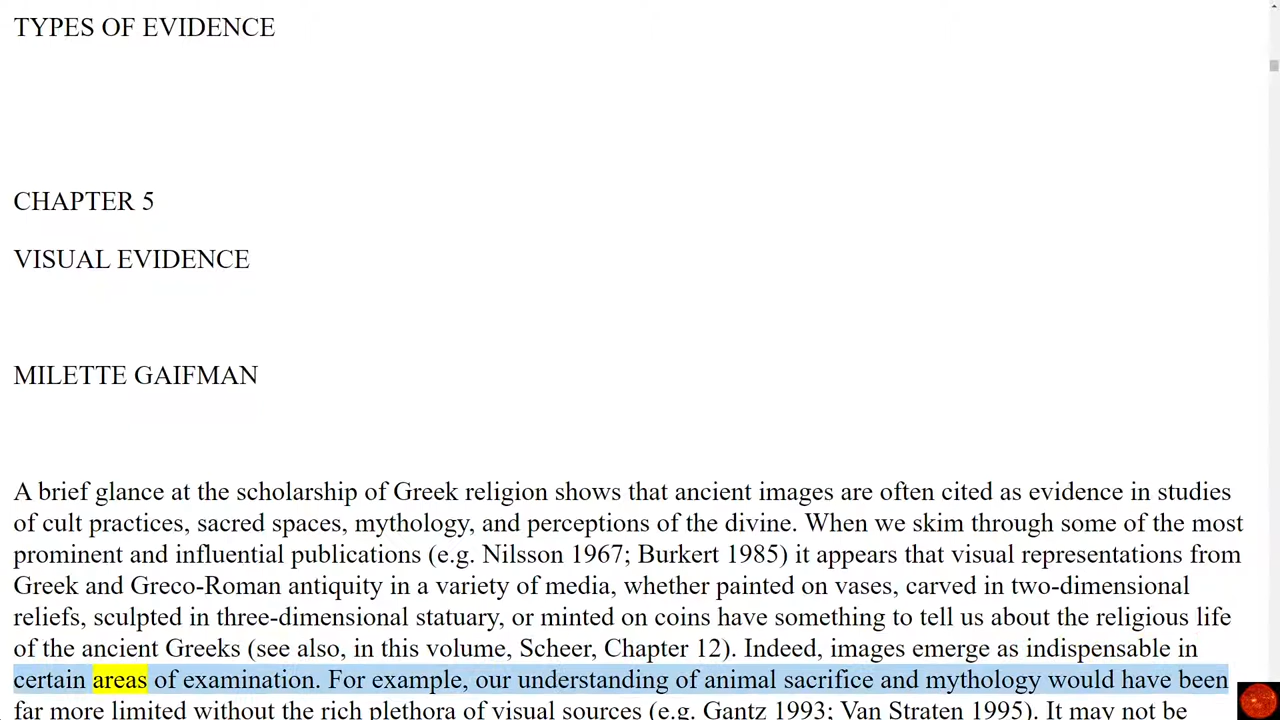 TYPES OF EVIDENCE
CHAPTER 5
VISUAL EVIDENCE
MILETTE GAIFMAN
A brief glance at the scholarship of Greek religion shows that ancient images are often cited as evidence in studies
of cult practices, sacred spaces, mythology, and perceptions of the divine. When we skim through some of the most
prominent and influential publications (e.g. Nilsson 1967; Burkert 1985) it appears that visual representations from
Greek and Greco-Roman antiquity in a variety of media, whether painted on vases, carved in two-dimensional
reliefs, sculpted in three-dimensional statuary, or minted on coins have something to tell us about the religious life
of the ancient Greeks (see also, in this volume, Scheer, Chapter 12). Indeed, images emerge as indispensable in
certain areas of examination. For example, our understanding of animal sacrifice and mythology would have been
far more limited without the rich plethora of visual sources (e.g. Gantz 1993; Van Straten 1995). It may not be